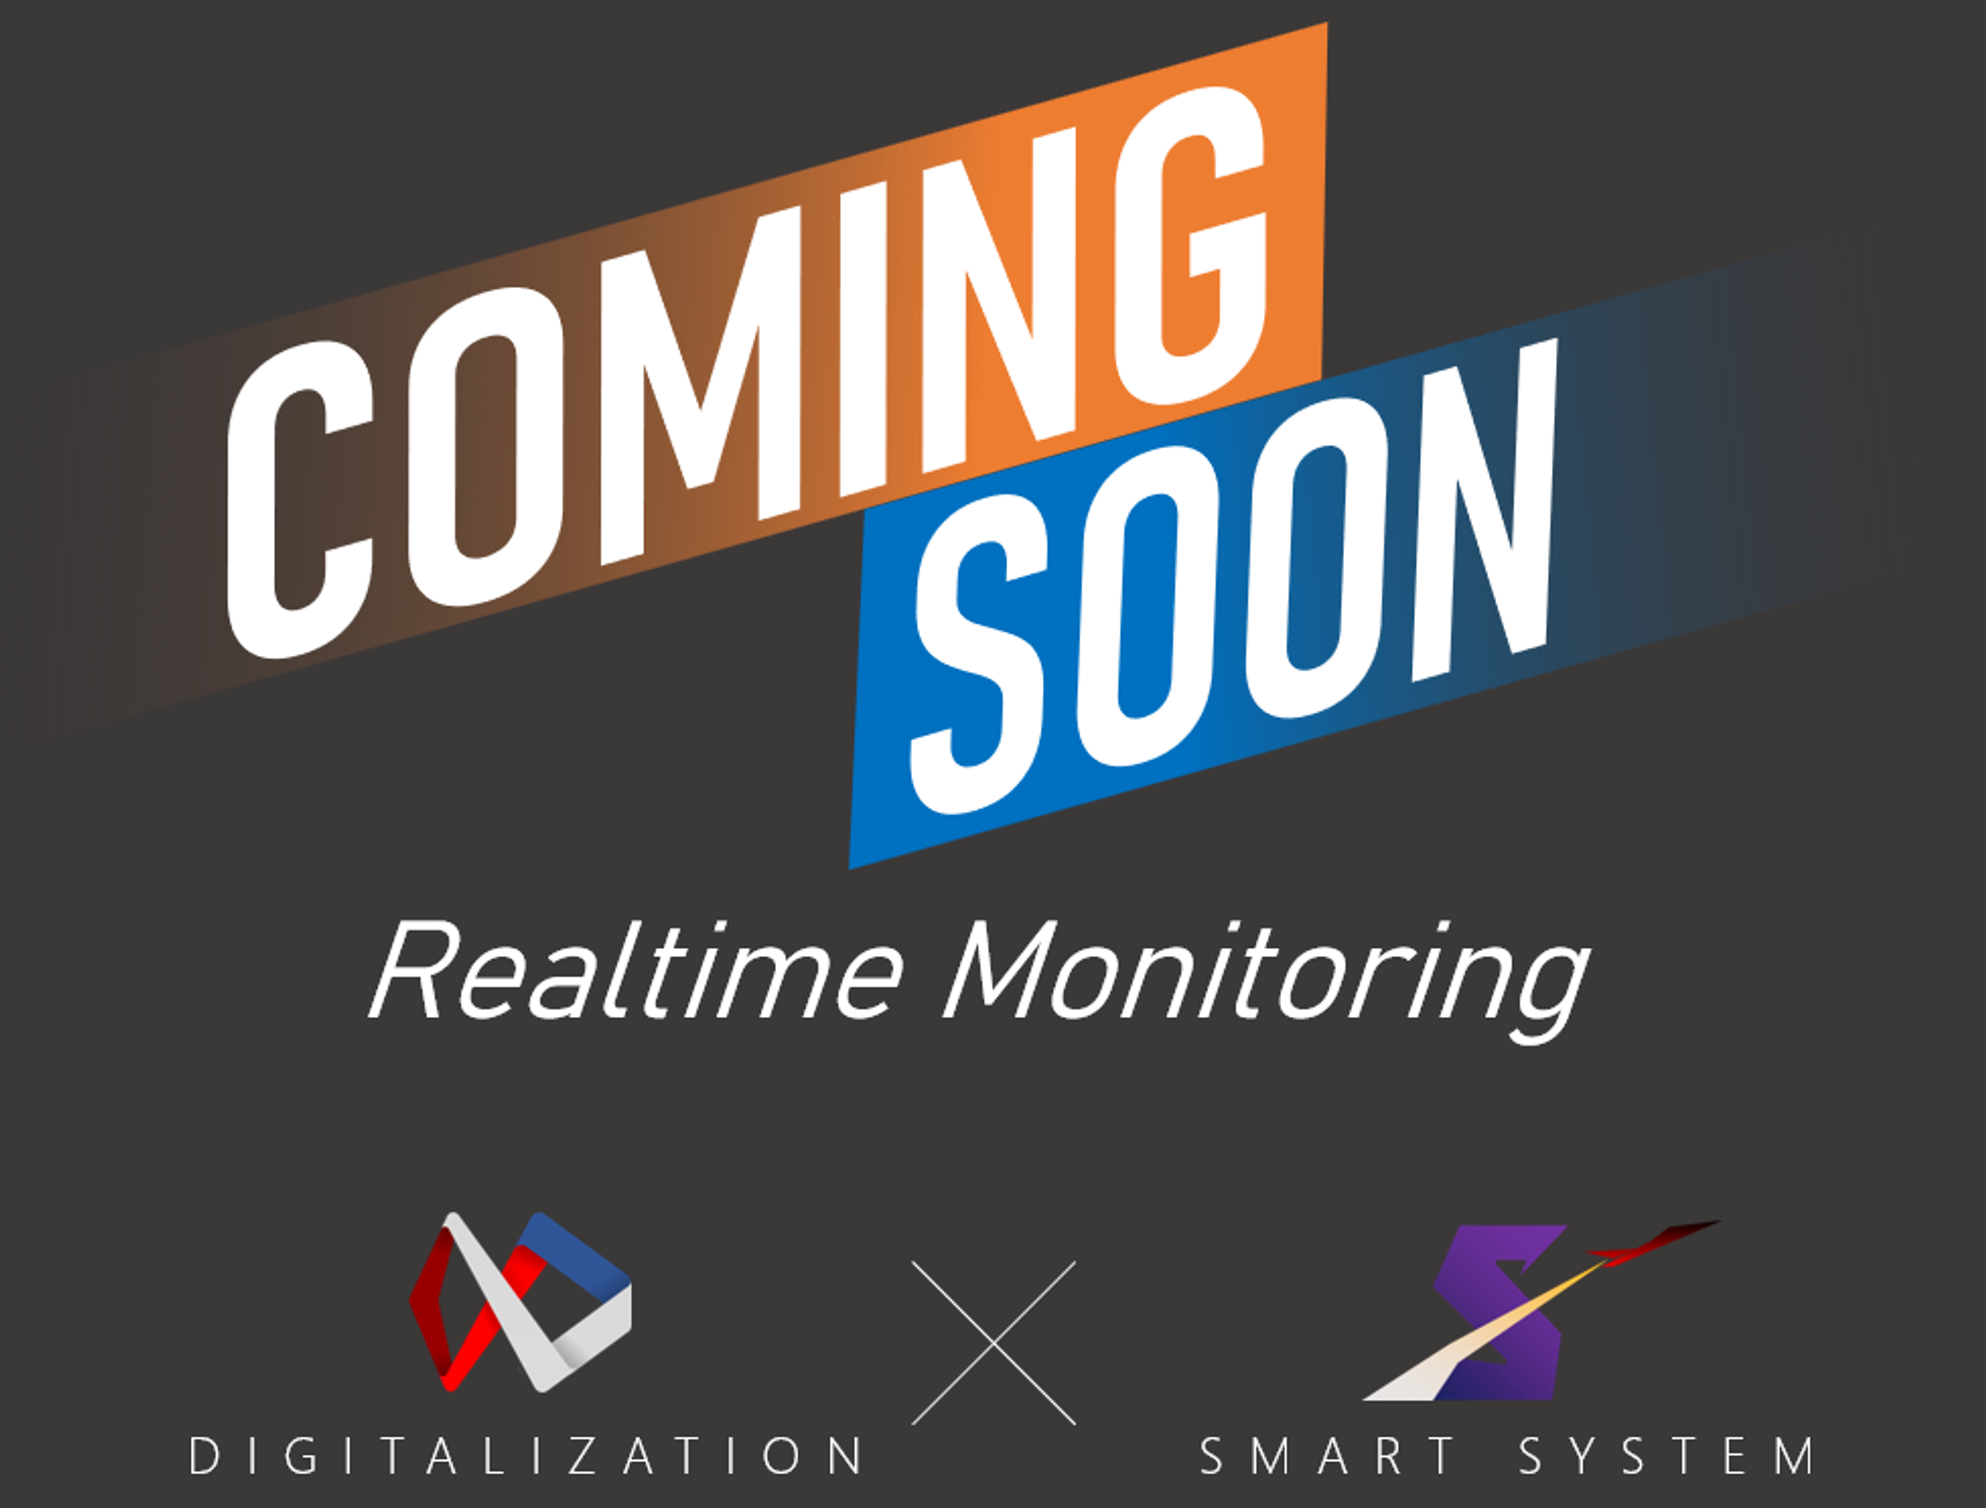 COMING
SOON
Realtime Monitoring
DIGITALIZATION
SMART SYSTEM